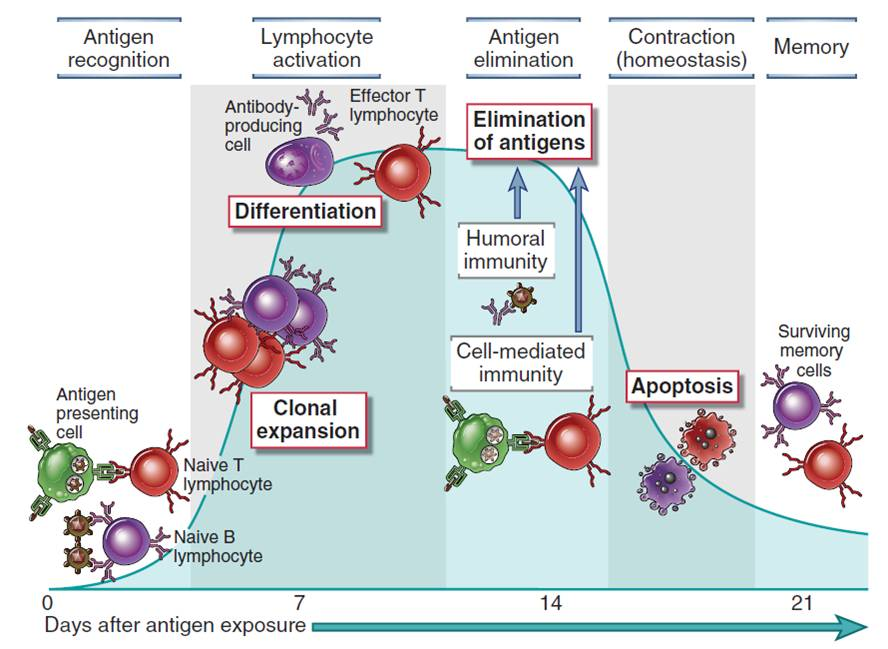 Antigen
recognition
Lymphocyte
activation
Antigen
elimination
Contraction
(homeostasis)
Memory
Antibody-
producing
cell
Effector T
lymphocyte
Elimination
of antigens
Differentiation
Humoral
immunity
Cell-mediated
immunity
Surviving
memory
cells
Apoptosis
Clonal
expansion
Antigen
presenting
cell
Naive T
lymphocyte
Naive B
lymphocyte
0
7
14
21
Days after antigen exposure